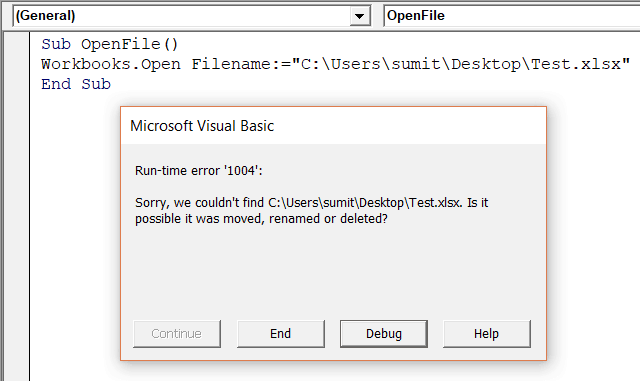 (General) OpenFile
Sub OpenFile()
Workbooks.Open Filename:="C:\Users\sumit\Desktop\Test.xlsx"
End Sub
Microsoft Visual Basic
Run-time error '1004':
Sorry, we couldn't find C:\Users\sumit\Desktop\Test.xlsx. Is it
possible it was moved, renamed or deleted?
Continue End Debug Help